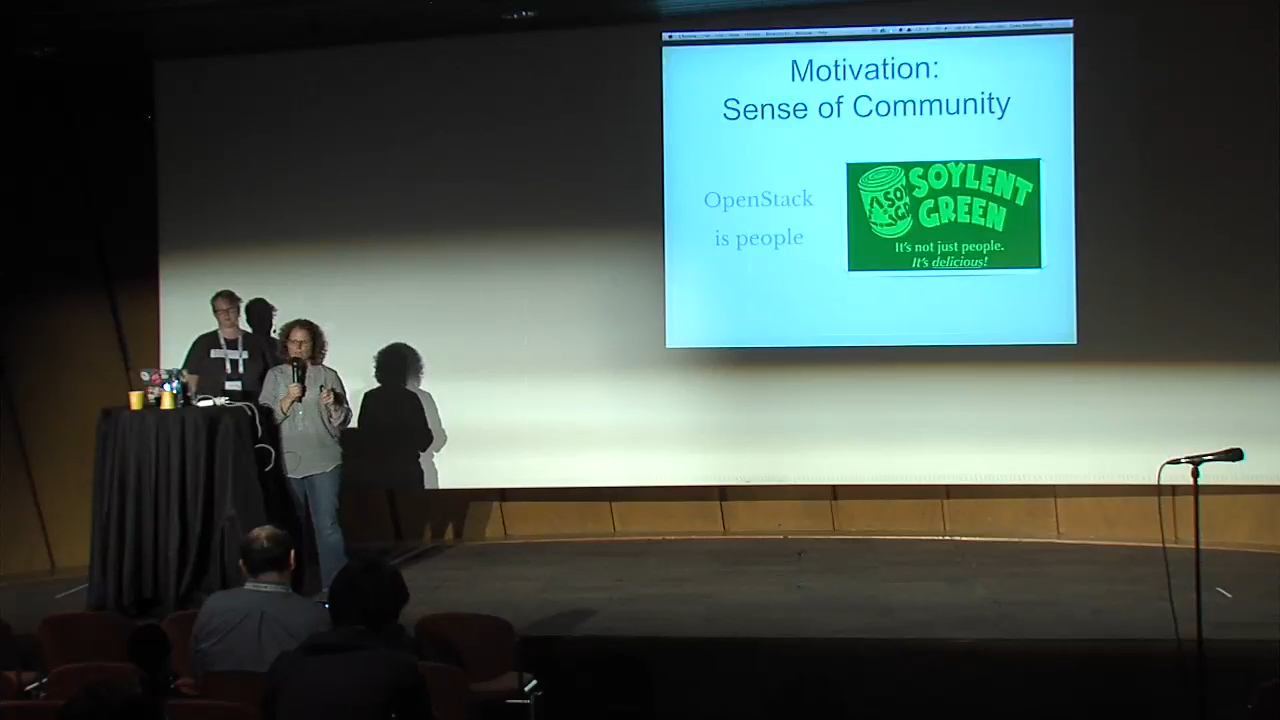 Motivation:
Sense of Community
OpenStack
is people
SOYLENT
GREEN
It's not just people.
It's delicious!